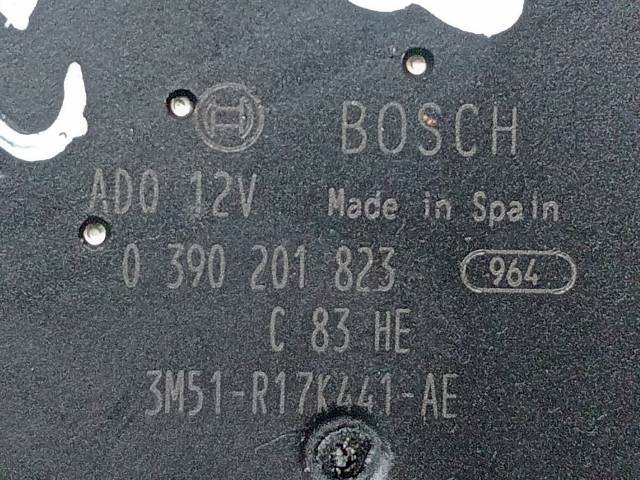 BOSCH
ADO 12V Made in Spain
0 390 201 823 964
C 83 HE
3M51-R17K441-AE